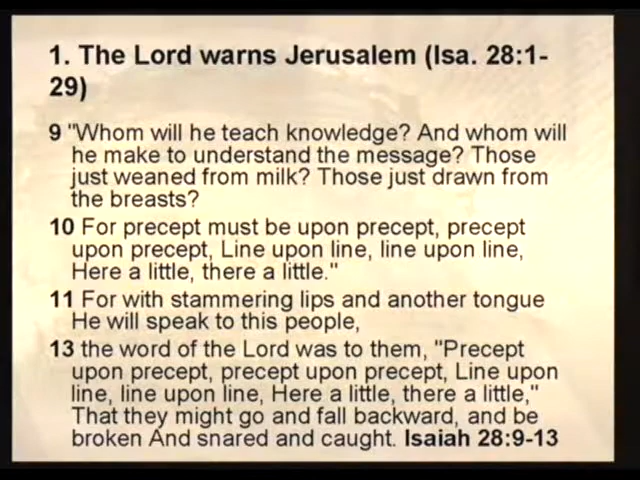 1. The Lord warns Jerusalem (Isa. 28:1-
29)
9 "Whom will he teach knowledge? And whom will
he make to understand the message? Those
just weaned from milk? Those just drawn from
the breasts?
10 For precept must be upon precept, precept
upon precept, Line upon line, line upon line,
Here a little, there a little."
11 For with stammering lips and another tongue
He will speak to this people,
13 the word of the Lord was to them, "Precept
upon precept, precept upon precept, Line upon
line, line upon line, Here a little, there a little,"
That they might go and fall backward, and be
broken And snared and caught. Isaiah 28:9-13